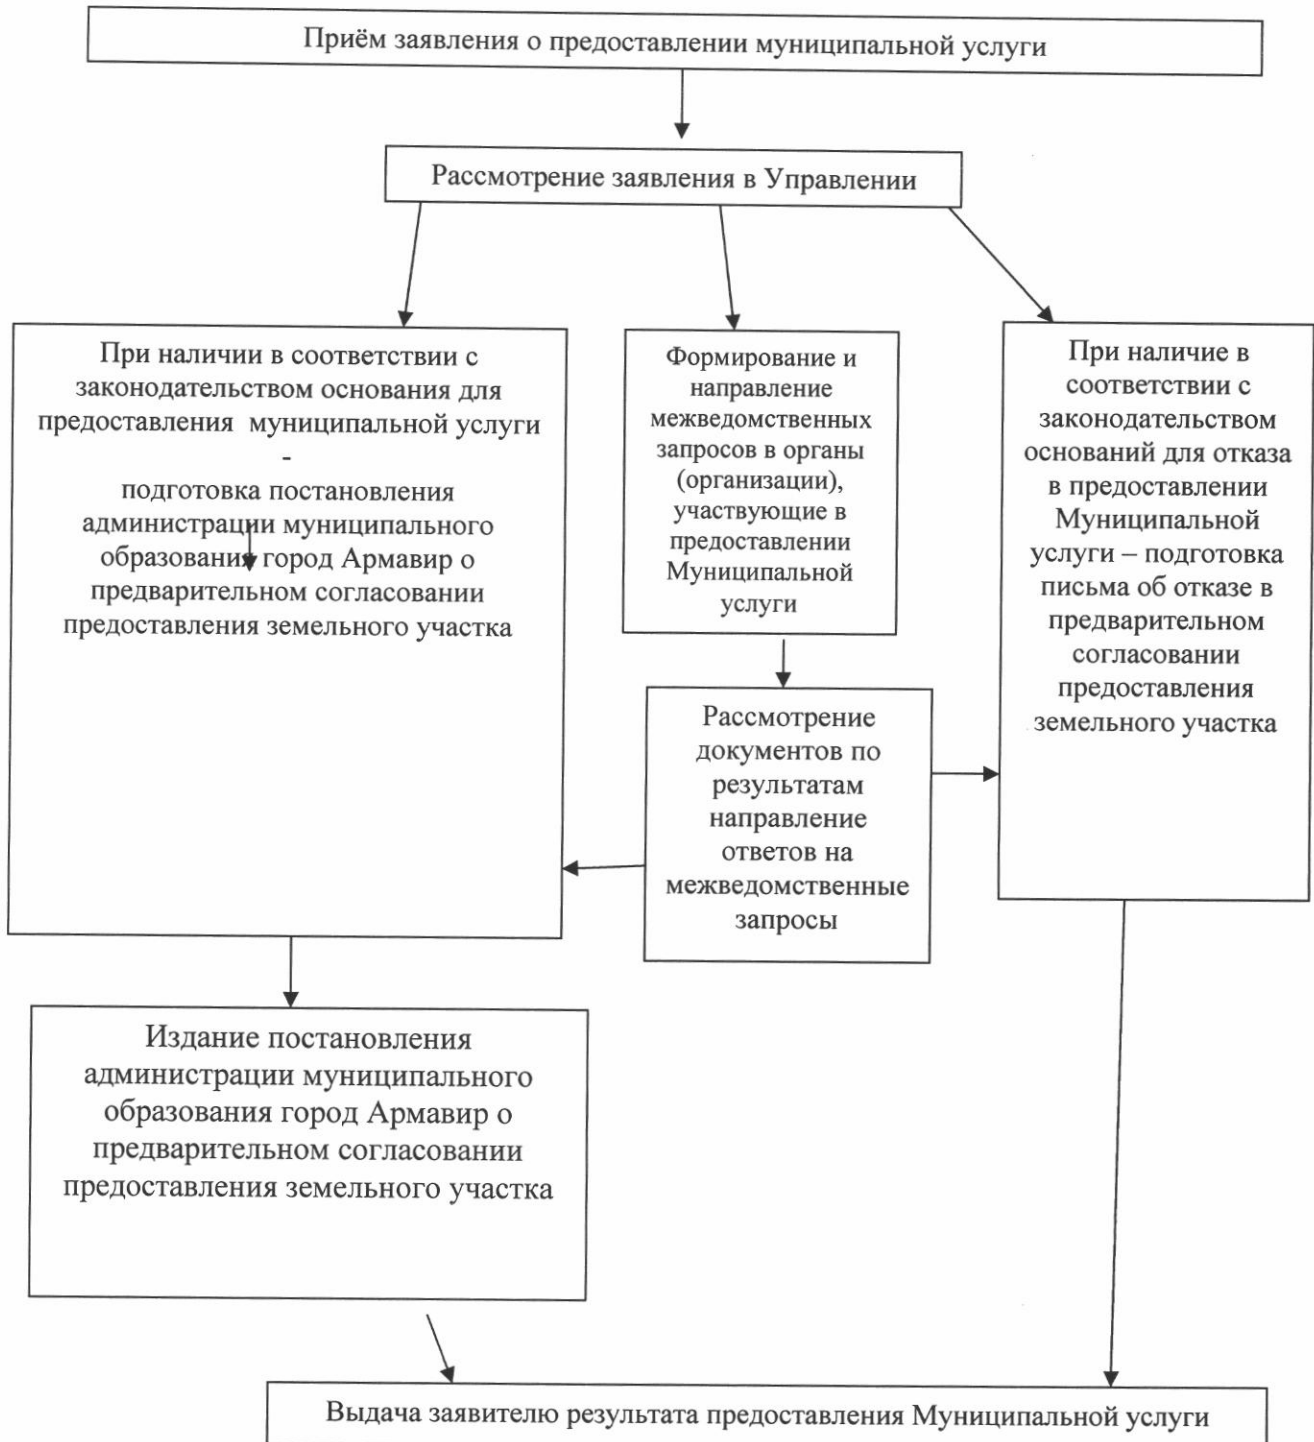 Приём заявления о предоставлении муниципальной услуги
Рассмотрение заявления в Управлении
При наличии в соответствии с
законодательством основания для
предоставления муниципальной услуги
-
подготовка постановления
администрации муниципального
образования город Армавир о
предварительном согласовании
предоставления земельного участка
Формирование и
направление
межведомственных
запросов в органы
(организации),
участвующие в
предоставлении
Муниципальной
услуги
При наличие в
соответствии с
законодательством
оснований для отказа
в предоставлении
Муниципальной
услуги – подготовка
письма об отказе в
предварительном
согласовании
предоставления
земельного участка
Рассмотрение
документов по
результатам
направление
ответов на
межведомственные
запросы
Издание постановления
администрации муниципального
образования город Армавир о
предварительном согласовании
предоставления земельного участка
Выдача заявителю результата предоставления Муниципальной услуги